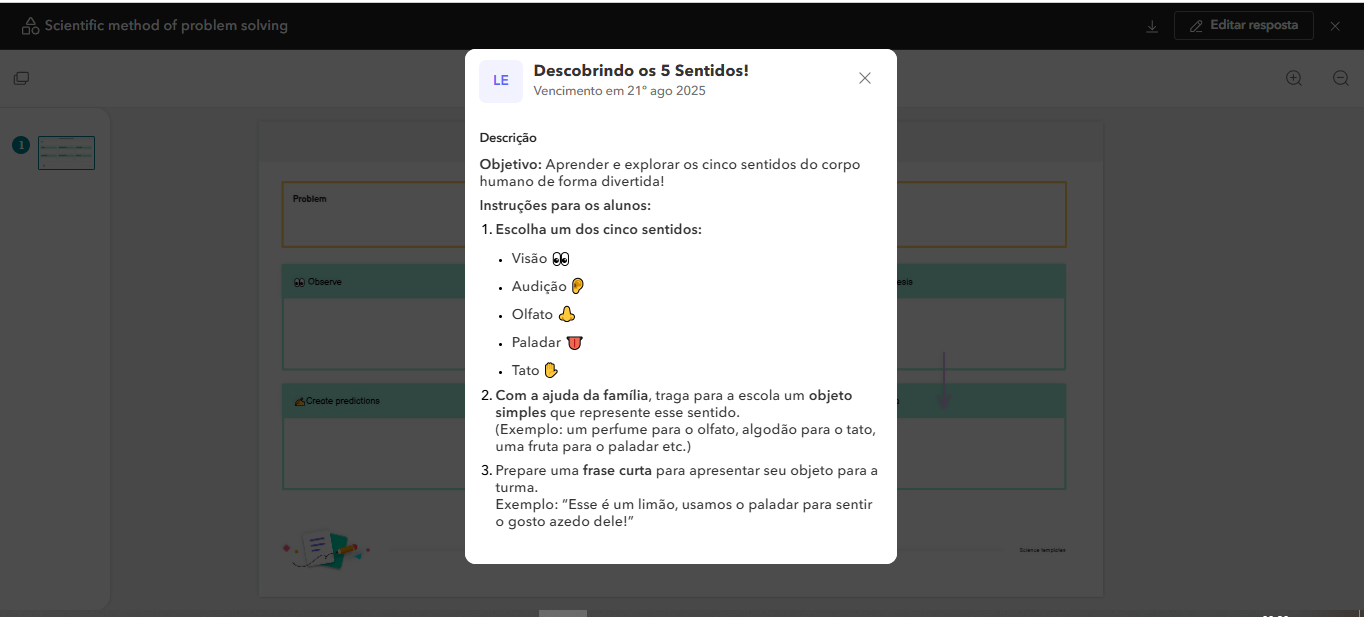 Scientific method of problem solving
Editar resposta
LE
Descobrindo os 5 Sentidos!
Vencimento em 21º ago 2025
1
Descrição
Objetivo: Aprender e explorar os cinco sentidos do corpo
humano de forma divertida!
Instruções para os alunos:
1. Escolha um dos cinco sentidos:
• Visão 👀
• Audição 👂
• Olfato 👃
• Paladar 👅
• Tato ✋
2. Com a ajuda da família, traga para a escola um objeto
simples que represente esse sentido.
(Exemplo: um perfume para o olfato, algodão para o tato,
uma fruta para o paladar etc.)
3. Prepare uma frase curta para apresentar seu objeto para a
turma.
Exemplo: “Esse é um limão, usamos o paladar para sentir
o gosto azedo dele!”
Problem
👀 Observe
✍Create predictions
Science templates